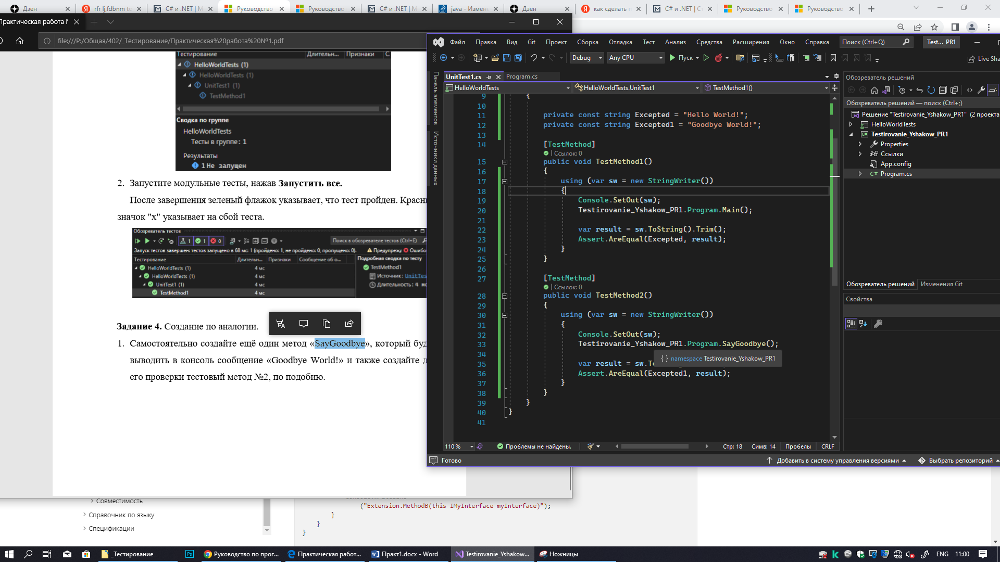 Дзен
rfr lj,fdbnm to
C# и .NET | М
C# и .NET | М
Руководство
Руководство
C# и .NET | М
java - Измене
Дзен
как сделать п
C# и .NET | Ст
Руководство
Руководство
Практическая работа №
file:///P:/Общая/402/_Тестирование/Практическая%20работа%20№1.pdf
Тестирование
Длительн...
Признаки
HelloWorldTests (1)
HelloWorldTests (1)
UnitTest1 (1)
TestMethod1
Сводка по группе
HelloWorldTests
Тесты в группе: 1
Результаты
1 Не запущен
2. Запустите модульные тесты, нажав Запустить все.
После завершения зеленый флажок указывает, что тест пройден. Красн
значок "x" указывает на сбой теста.
Обозреватель тестов
1
1
0
Поиск в обозревателе тестов (Ctrl+E)
Запуск тестов завершен: тестов запущено в 68 мс: 1 (пройдено: 1, не пройдено: 0, пропущено: 0).
Предупреж
Ошибо
Тестирование
Длительн...
Признаки
Сообщение об о...
Подробная сводка по тесту
HelloWorldTests (1)
4 мс
TestMethod1
HelloWorldTests (1)
4 мс
Источник: UnitTes
UnitTest1 (1)
4 мс
Длительность: 4 мс
TestMethod1
4 мс
Задание 4. Создание по аналогии.
1. Самостоятельно создайте ещё один метод «SayGoodbye», который буд
выводить в консоль сообщение «Goodbye World!» и также создайте д
его проверки тестовый метод №2, по подобию.
Файл
Правка
Вид
Git
Проект
Сборка
Отладка
Тест
Анализ
Средства
Расширения
Окно
Справка
Поиск (Ctrl+Q)
Test..._PR1
Debug
Any CPU
Пуск
Live Sha
Панель элементов
Источники данных
UnitTest1.cs
Program.cs
HelloWorldTests
HelloWorldTests.UnitTest1
TestMethod1()
9 {
10
11 private const string Excepted = "Hello World!";
12 private const string Excepted1 = "Goodbye World!";
13
14 [TestMethod]
Ссылок: 0
15 public void TestMethod1()
16 {
17 using (var sw = new StringWriter())
18 {
19 Console.SetOut(sw);
20 Testirovanie_Yshakow_PR1.Program.Main();
21
22 var result = sw.ToString().Trim();
23 Assert.AreEqual(Excepted, result);
24 }
25 }
26
27 [TestMethod]
Ссылок: 0
28 public void TestMethod2()
29 {
30 using (var sw = new StringWriter())
31 {
32 Console.SetOut(sw);
33 Testirovanie_Yshakow_PR1.Program.SayGoodbye();
34
{ } namespace Testirovanie_Yshakow_PR1
35 var result = sw.To
36 Assert.AreEqual(Excepted1, result);
37 }
38 }
39 }
40 }
41
110 %
Проблемы не найдены.
Стр: 18
Симв: 14
Пробелы
CRLF
Готово
Добавить в систему управления версиями
Выбрать репозиторий
Обозреватель решений
Обозреватель решений — поиск (Ctrl+;)
Решение "Testirovanie_Yshakow_PR1" (2 проекта
HelloWorldTests
Testirovanie_Yshakow_PR1
Properties
Ссылки
App.config
C# Program.cs
Обозреватель решений
Изменения Git
Свойства
Совместимость
Справочник по языку
Спецификации
("Extension.MethodB(this IMyInterface myInterface)");
}
}
}
_Тестирование
Ps
Руководство по прог...
Практическая работ...
Практ1.docx - Word
Testirovanie_Yshakow...
Ножницы
ENG
11:00